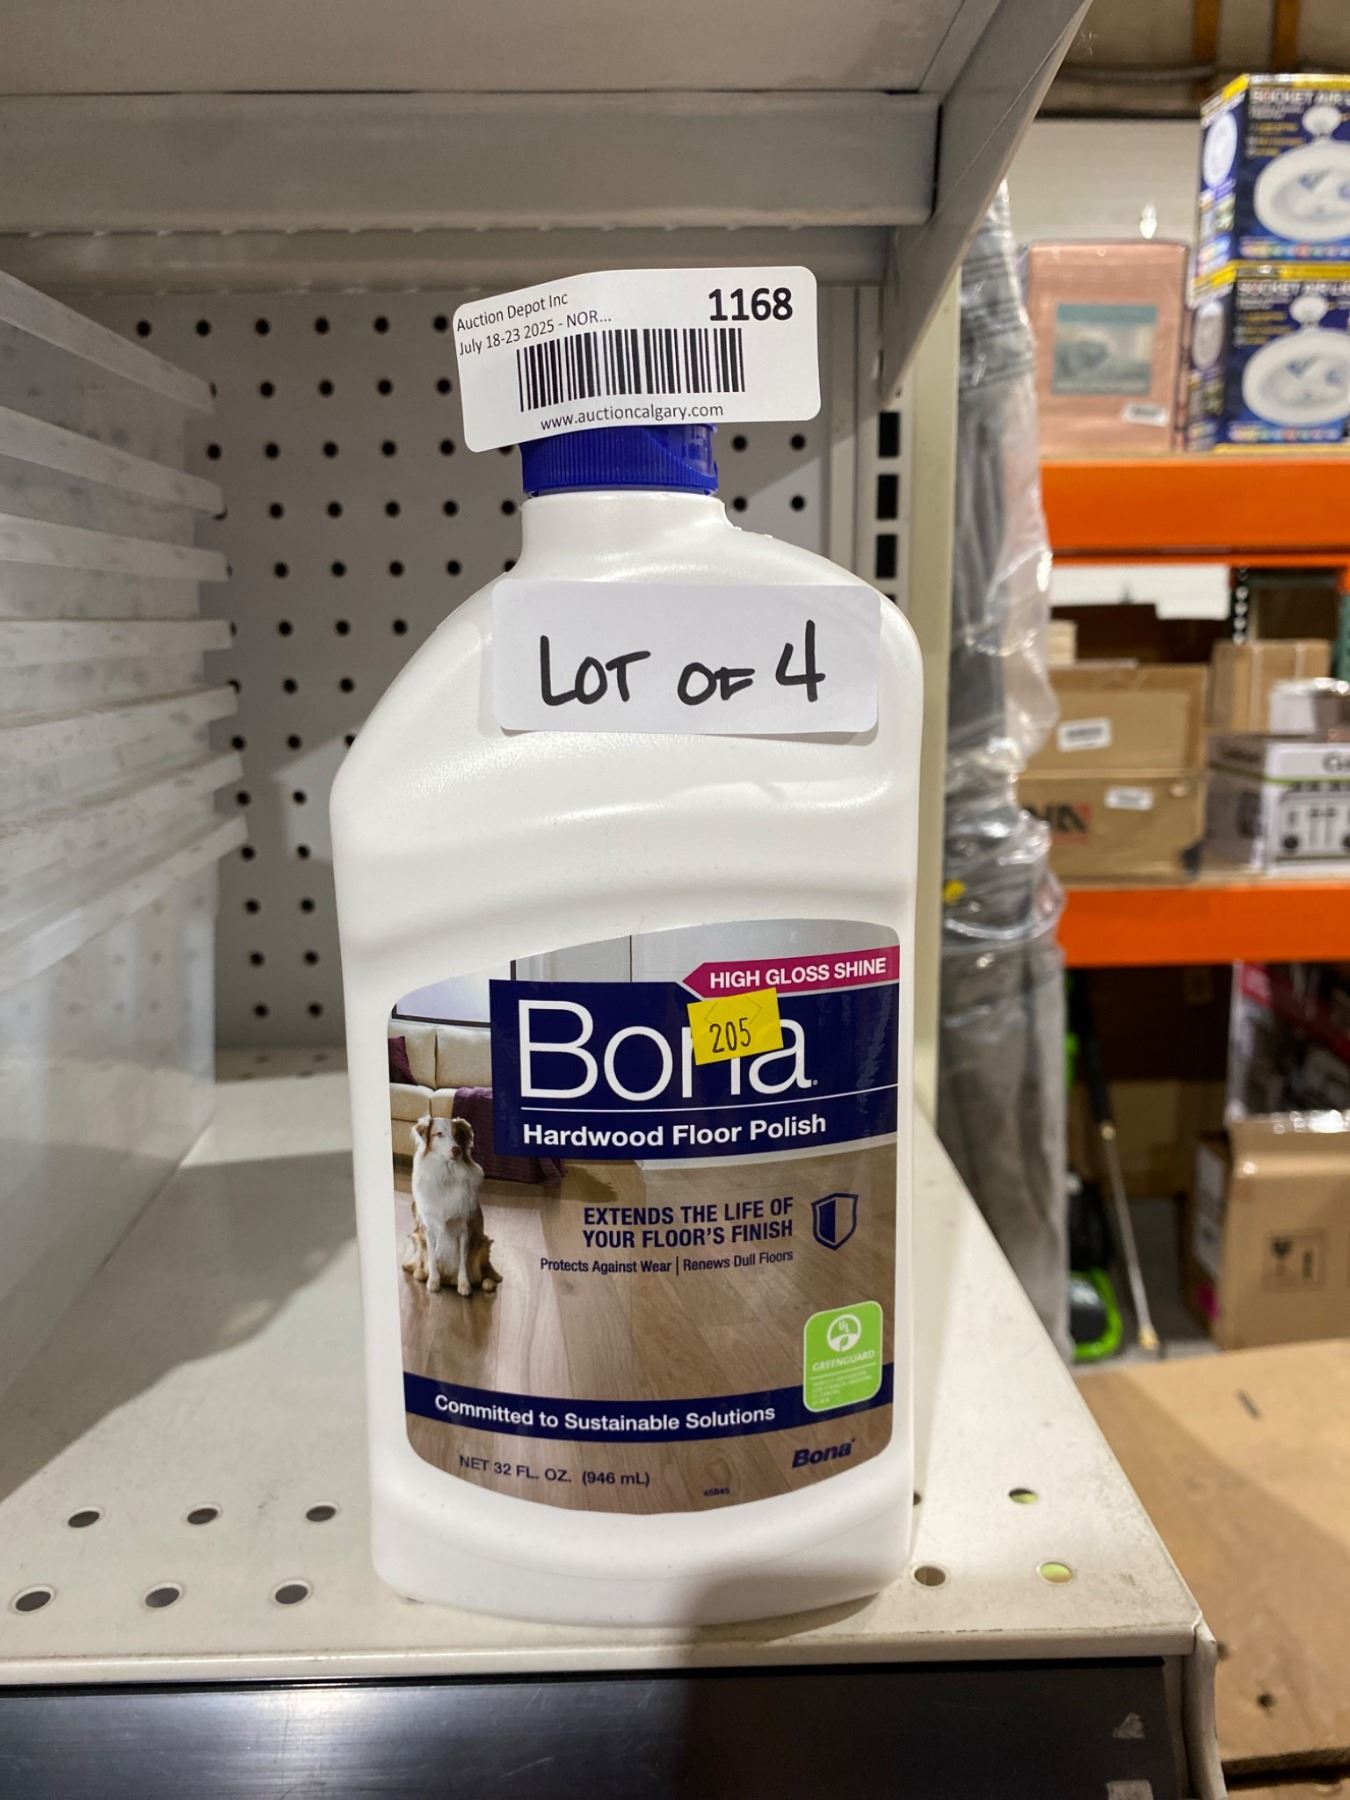 Auction Depot Inc
1168
July 18-23 2025 - NOR...
www.auctioncalgary.com
LOT OF 4
HIGH GLOSS SHINE
Bona
205
Hardwood Floor Polish
EXTENDS THE LIFE OF
YOUR FLOOR'S FINISH
Protects Against Wear | Renews Dull Floors
UL
GREENGUARD
Committed to Sustainable Solutions
NET 32 FL. OZ. (946 mL)
Bona